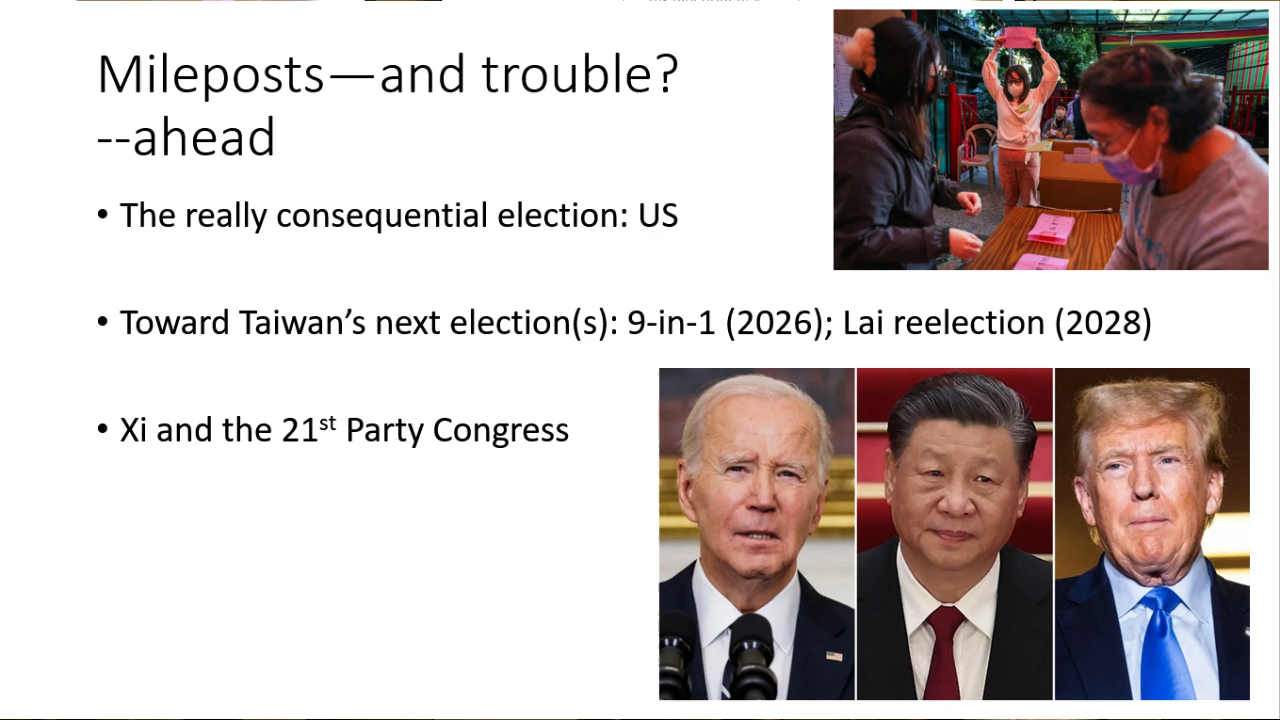 Mileposts—and trouble?
--ahead
• The really consequential election: US
• Toward Taiwan’s next election(s): 9-in-1 (2026); Lai reelection (2028)
• Xi and the 21st Party Congress